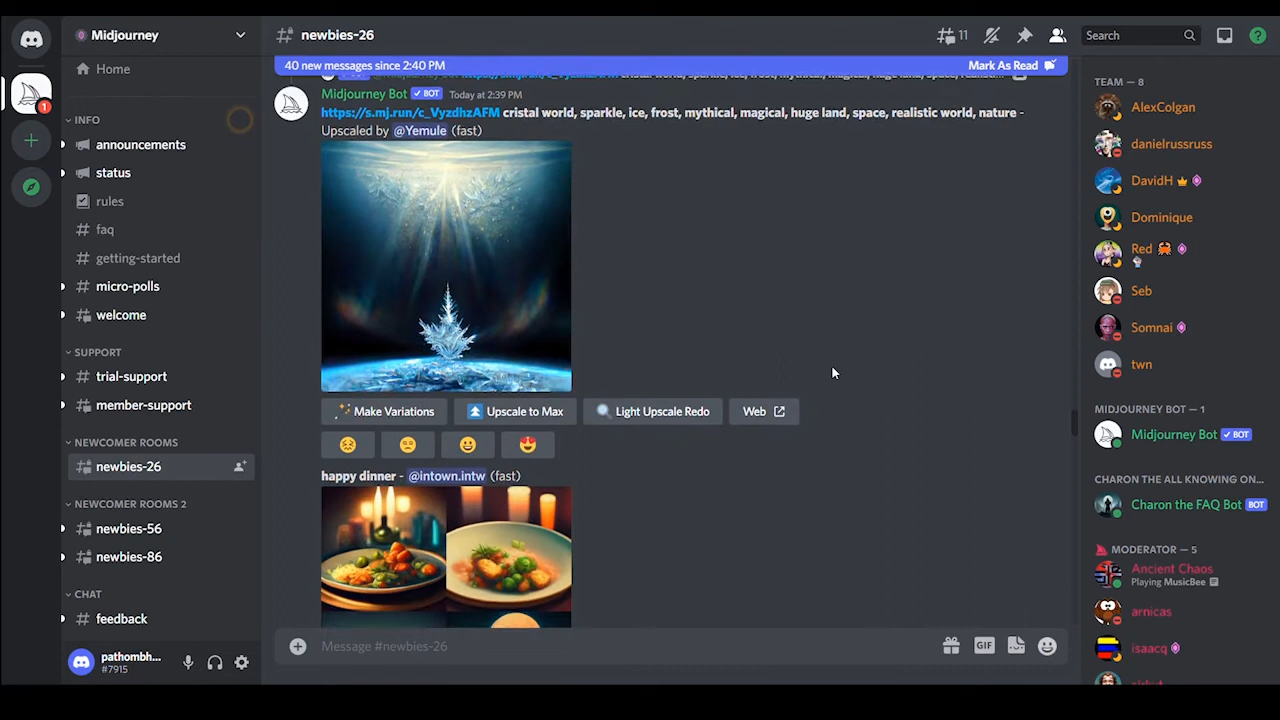 Midjourney
Home
INFO
announcements
status
rules
faq
getting-started
micro-polls
welcome
SUPPORT
trial-support
member-support
NEWCOMER ROOMS
newbies-26
NEWCOMER ROOMS 2
newbies-56
newbies-86
CHAT
feedback
pathombh...
#7915
1
newbies-26
11
Search
40 new messages since 2:40 PM
Mark As Read
Midjourney Bot ✓ BOT Today at 2:39 PM
https://s.mj.run/c_VyzdhzAFM cristal world, sparkle, ice, frost, mythical, magical, huge land, space, realistic world, nature -
Upscaled by @Yemule (fast)
Make Variations
Upscale to Max
Light Upscale Redo
Web
happy dinner - @intown.intw (fast)
Message #newbies-26
GIF
TEAM — 8
AlexColgan
danielrussruss
DavidH
Dominique
Red
Seb
Somnai
twn
MIDJOURNEY BOT — 1
Midjourney Bot ✓ BOT
CHARON THE ALL KNOWING ON...
Charon the FAQ Bot BOT
MODERATOR — 5
Ancient Chaos
Playing MusicBee
arnicas
isaacq